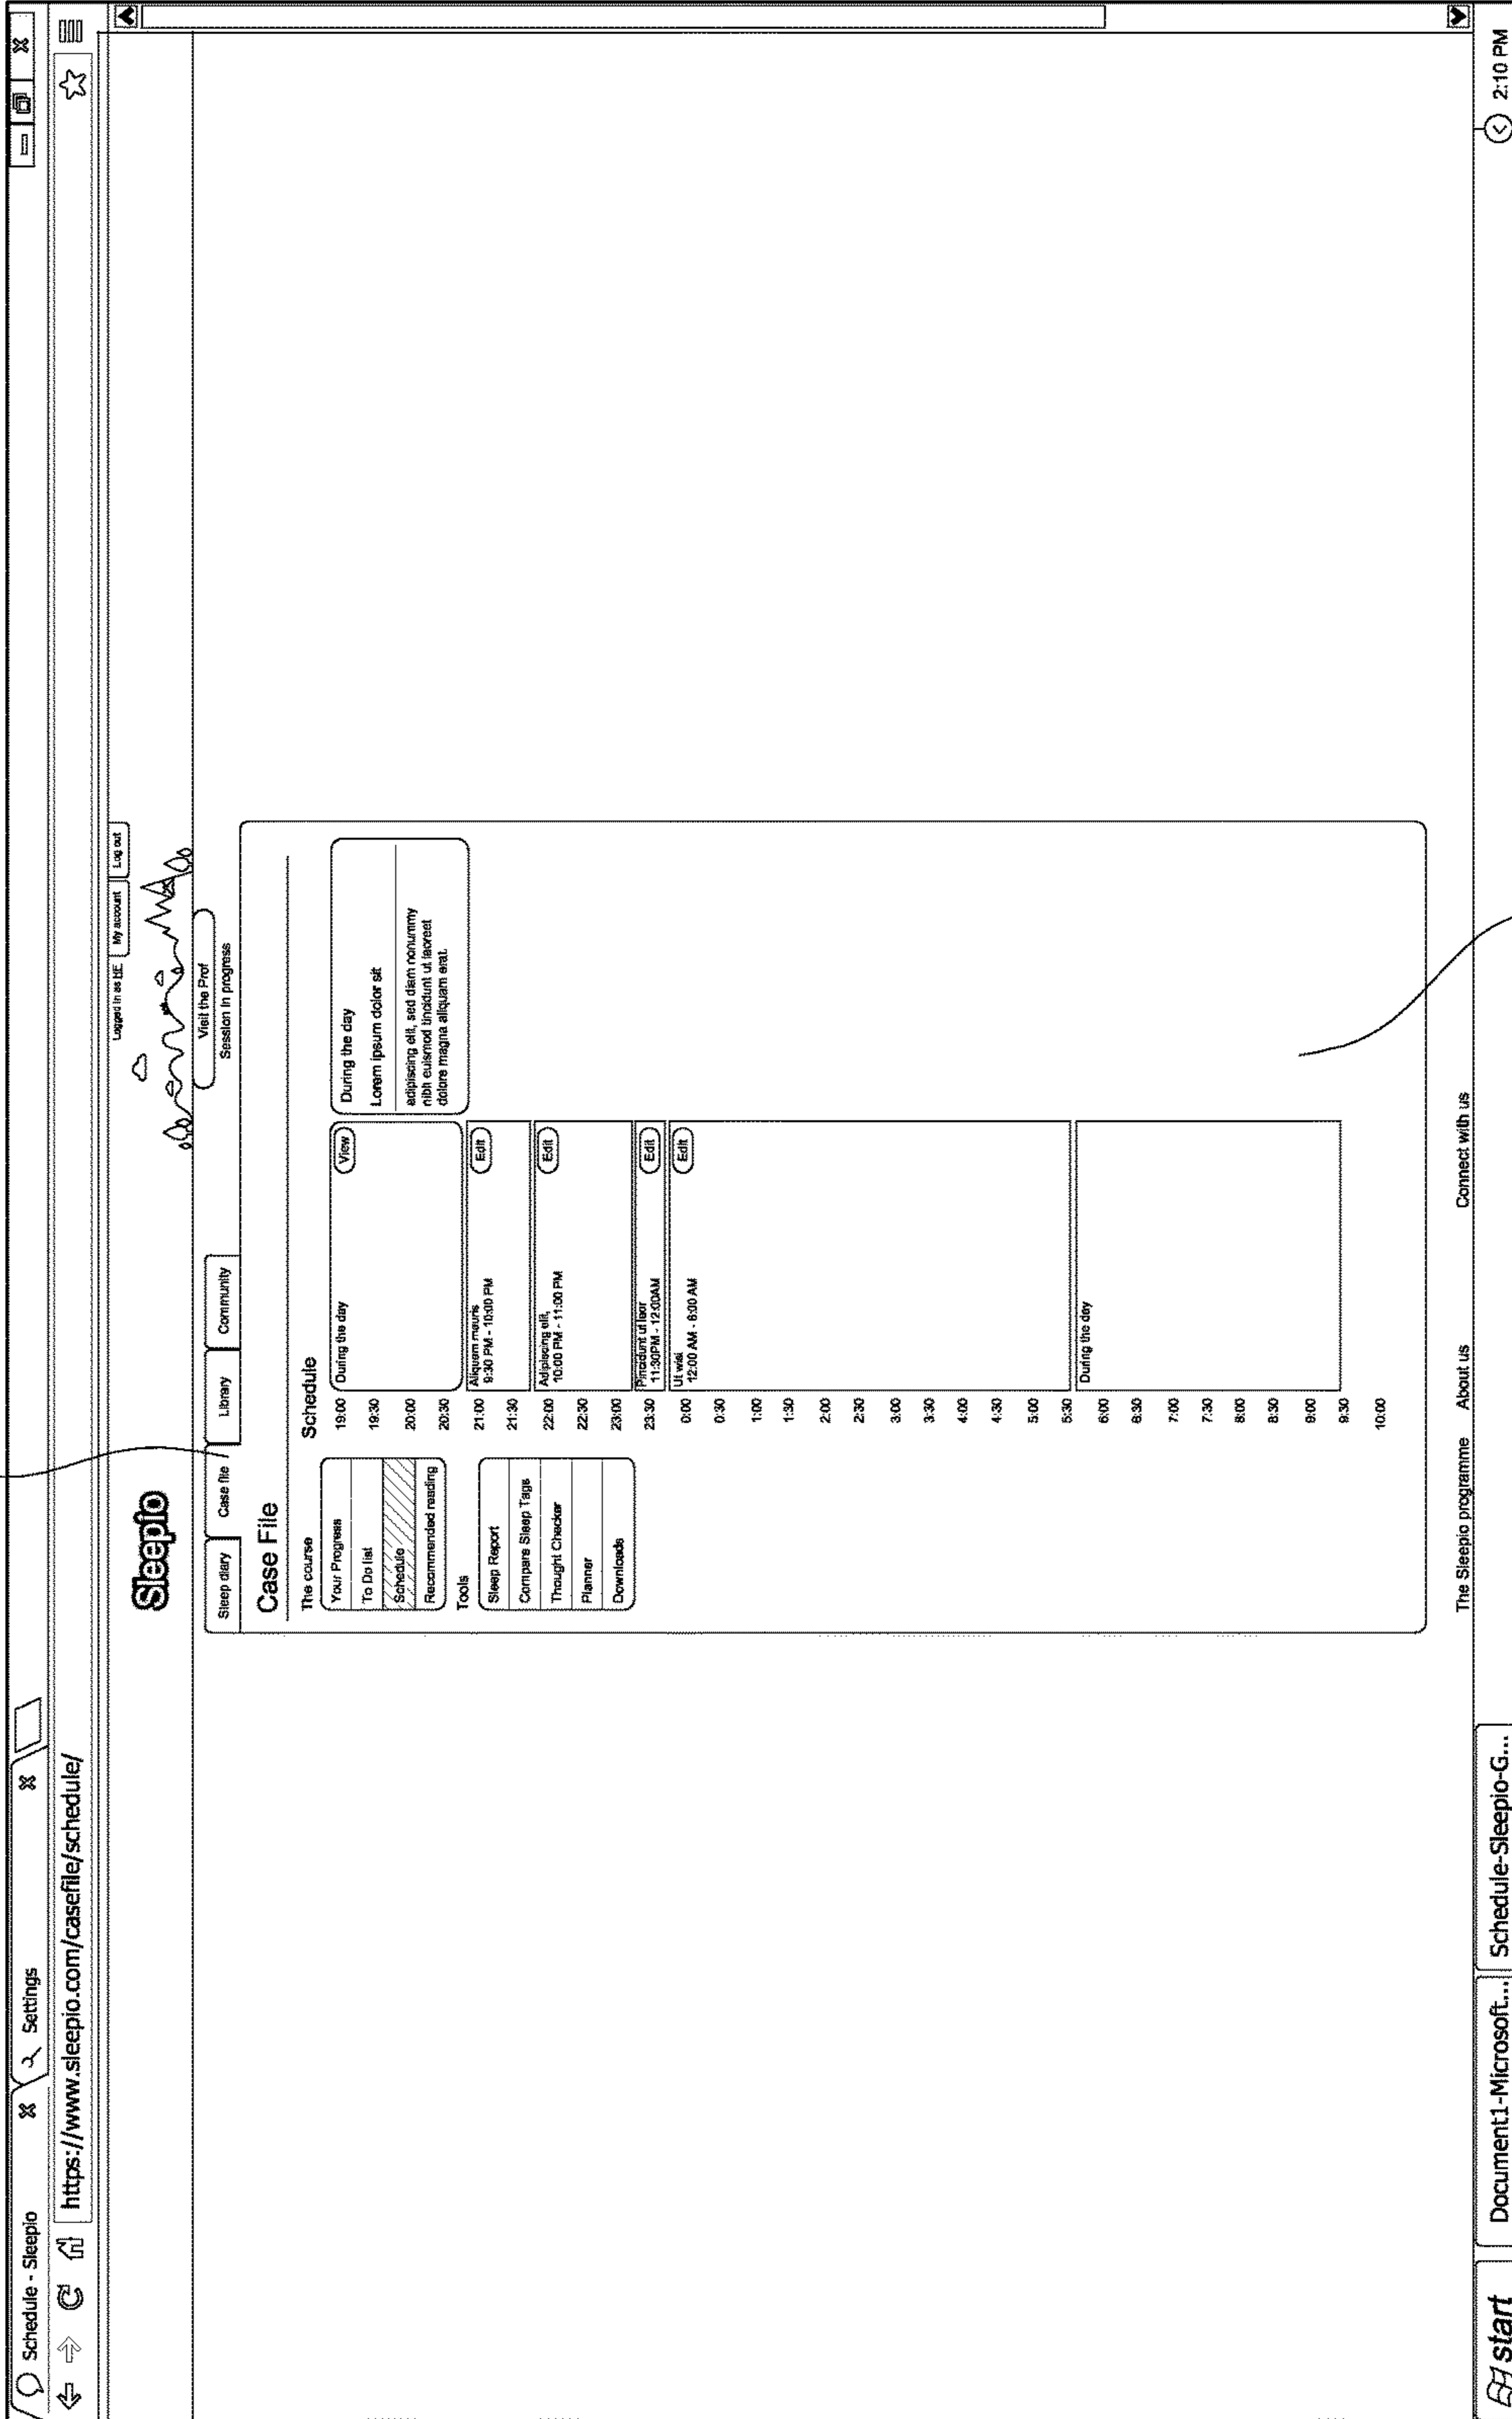 Schedule - Sleepio
Settings
https://www.sleepio.com/casefile/schedule/
Logged in as HE
My account
Log out
Sleepio
Visit the Prof
Session in progress
Sleep diary
Case file
Library
Community
Case File
The course
Your Progress
To Do list
Schedule
Recommended reading
Tools
Sleep Report
Compare Sleep Tags
Thought Checker
Planner
Downloads
Schedule
19:00
19:30
20:00
20:30
21:00
21:30
22:00
22:30
23:00
23:30
0:00
0:30
1:00
1:30
2:00
2:30
3:00
3:30
4:00
4:30
5:00
5:30
6:00
6:30
7:00
7:30
8:00
8:30
9:00
9:30
10:00
During the day
View
Aliquam mauris
9:30 PM - 10:00 PM
Edit
Adipiscing elit,
10:00 PM - 11:00 PM
Edit
ut laor
11:30PM - 12:00AM
Edit
Ut wisi
12:00 AM - 6:00 AM
Edit
During the day
During the day
Lorem ipsum dolor sit
adipiscing elit, sed diam nonummy
nibh euismod tincidunt ut laoreet
dolore magna aliquam erat.
The Sleepio programme
About us
Connect with us
start
Document1-Microsoft...
Schedule-Sleepio-G...
2:10 PM